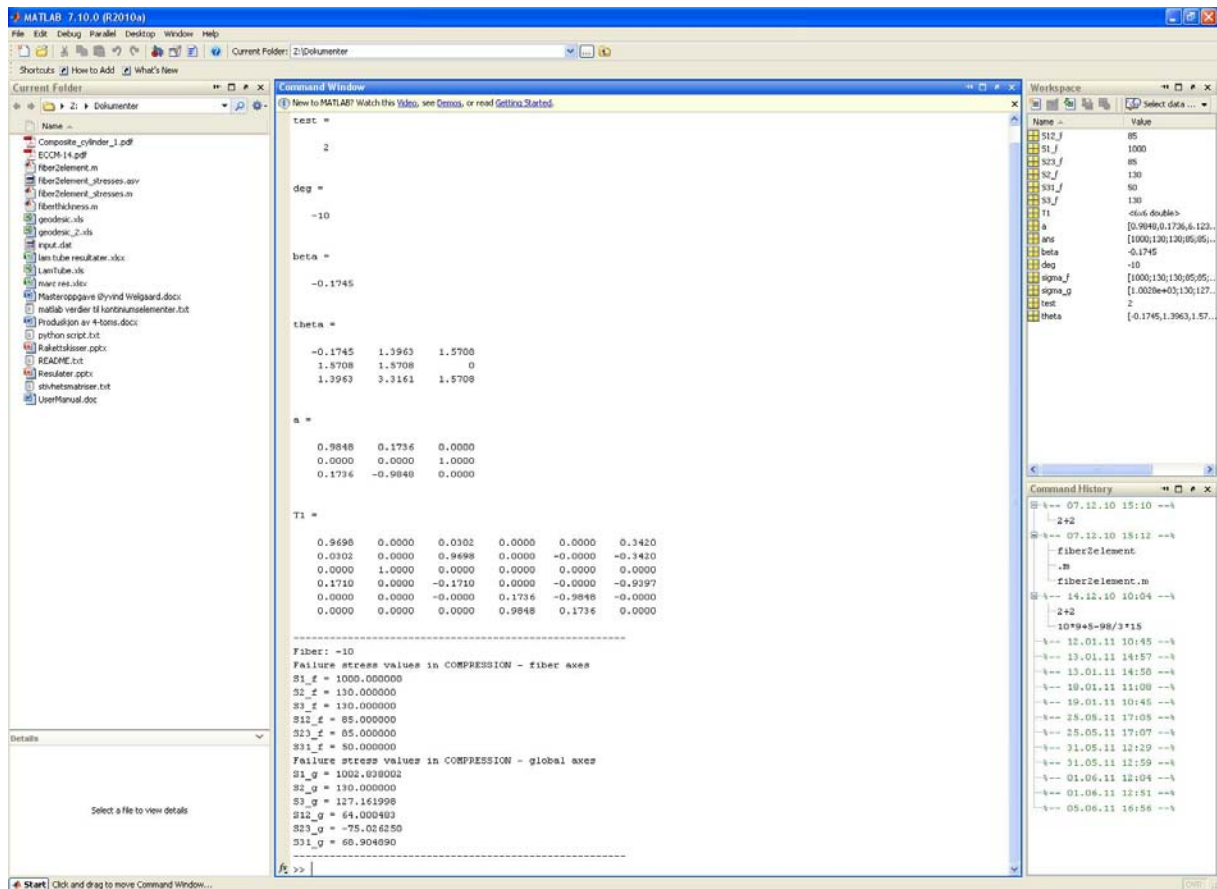 MATLAB 7.10.0 (R2010a)
File Edit Debug Parallel Desktop Window Help
Current Folder: Z:\Dokumenter
Shortcuts How to Add What's New
Current Folder
Z: Dokumenter
Name
Composite_cylinder_1.pdf
ECCM-14.pdf
fiber2element.m
fiber2element_stresses.asv
fiber2element_stresses.m
fiberthickness.m
geodesic.xls
geodesic_2.xls
input.dat
lam tube resultater.xlsx
LamTube.xls
marc res.xlsx
Masteroppgave Øyvind Welgaard.docx
matlab verdier til kontiniumselementer.txt
Produksjon av 4-toms.docx
python script.txt
Rakettskisser.pptx
README.txt
Resulater.pptx
stivhetsmatriser.txt
UserManual.doc
Details
Select a file to view details
Command Window
New to MATLAB? Watch this Video, see Demos, or read Getting Started.
test =
2
deg =
-10
beta =
-0.1745
theta =
-0.1745 1.3963 1.5708
1.5708 1.5708 0
1.3963 3.3161 1.5708
a =
0.9848 0.1736 0.0000
0.0000 0.0000 1.0000
0.1736 -0.9848 0.0000
T1 =
0.9698 0.0000 0.0302 0.0000 0.0000 0.3420
0.0302 0.0000 0.9698 0.0000 -0.0000 -0.3420
0.0000 1.0000 0.0000 0.0000 0.0000 0.0000
0.1710 0.0000 -0.1710 0.0000 -0.0000 -0.9397
0.0000 0.0000 -0.0000 0.1736 -0.9848 -0.0000
0.0000 0.0000 0.0000 0.9848 0.1736 0.0000
------------------------------------------------------------
Fiber: -10
Failure stress values in COMPRESSION - fiber axes
S1_f = 1000.000000
S2_f = 130.000000
S3_f = 130.000000
S12_f = 85.000000
S23_f = 85.000000
S31_f = 50.000000
Failure stress values in COMPRESSION - global axes
S1_g = 1002.838002
S2_g = 130.000000
S3_g = 127.161998
S12_g = 64.000483
S23_g = -75.026250
S31_g = 68.904890
------------------------------------------------------------
fx >>
Workspace
Select data ...
Name Value
S12_f 85
S1_f 1000
S23_f 85
S2_f 130
S31_f 50
S3_f 130
T1 <6x6 double>
a [0.9848,0.1736,6.123...
ans [1000;130;130;85;85;...
beta -0.1745
deg -10
sigma_f [1000;130;130;85;85;...
sigma_g [1.0028e+03;130;127...
test 2
theta [-0.1745,1.3963,1.57...
Command History
%-- 07.12.10 15:10 --%
2+2
%-- 07.12.10 15:12 --%
fiber2element
.m
fiber2element.m
%-- 14.12.10 10:04 --%
2+2
10*9+5-98/3*15
%-- 12.01.11 10:45 --%
%-- 13.01.11 14:57 --%
%-- 13.01.11 14:58 --%
%-- 18.01.11 11:08 --%
%-- 19.01.11 10:45 --%
%-- 25.05.11 17:05 --%
%-- 25.05.11 17:07 --%
%-- 31.05.11 12:29 --%
%-- 31.05.11 12:59 --%
%-- 01.06.11 12:04 --%
%-- 01.06.11 12:51 --%
%-- 05.06.11 16:56 --%
Start Click and drag to move Command Window...
OVR